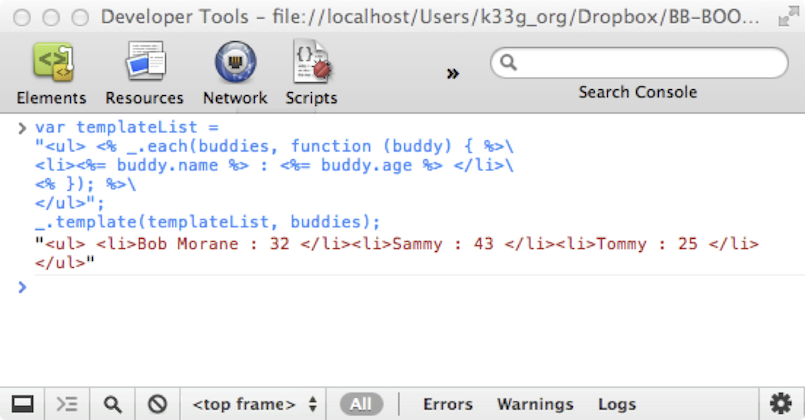 Developer Tools – file://localhost/Users/k33g_org/Dropbox/BB-BOO...
Elements Resources Network Scripts » Search Console
> var templateList =
"<ul> <% _.each(buddies, function (buddy) { %>\
<li><%= buddy.name %> : <%= buddy.age %> </li>\
<% }); %>\
</ul>";
_.template(templateList, buddies);
"<ul> <li>Bob Morane : 32 </li><li>Sammy : 43 </li><li>Tommy : 25 </li>
</ul>"
>
<top frame> All Errors Warnings Logs